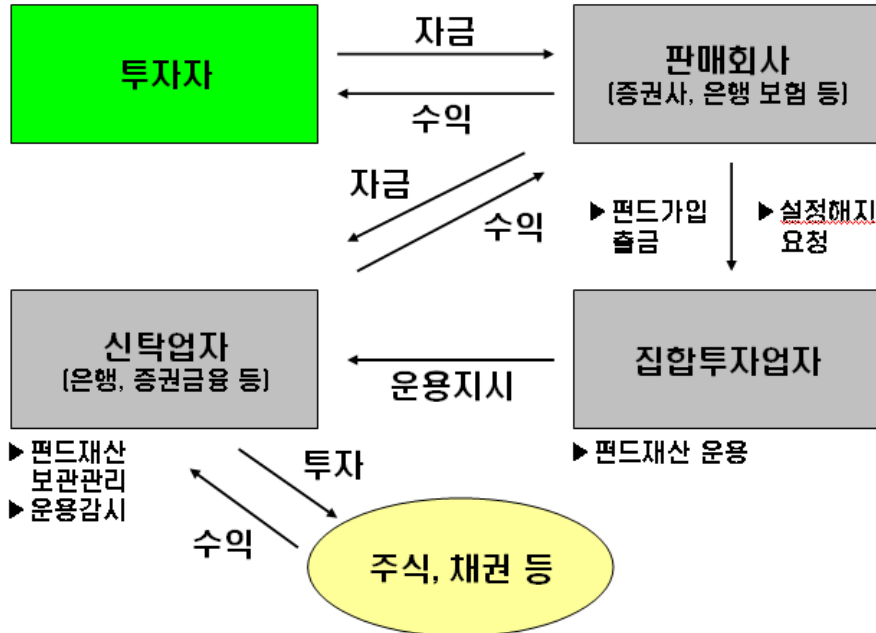 투자자
자금
수익
판매회사
(증권사, 은행 보험 등)
자금
수익
▶ 펀드가입
출금
▶ 설정해지
요청
신탁업자
(은행, 증권금융 등)
운용지시
집합투자업자
▶ 펀드재산
보관관리
▶ 운용감시
▶ 펀드재산 운용
투자
수익
주식, 채권 등